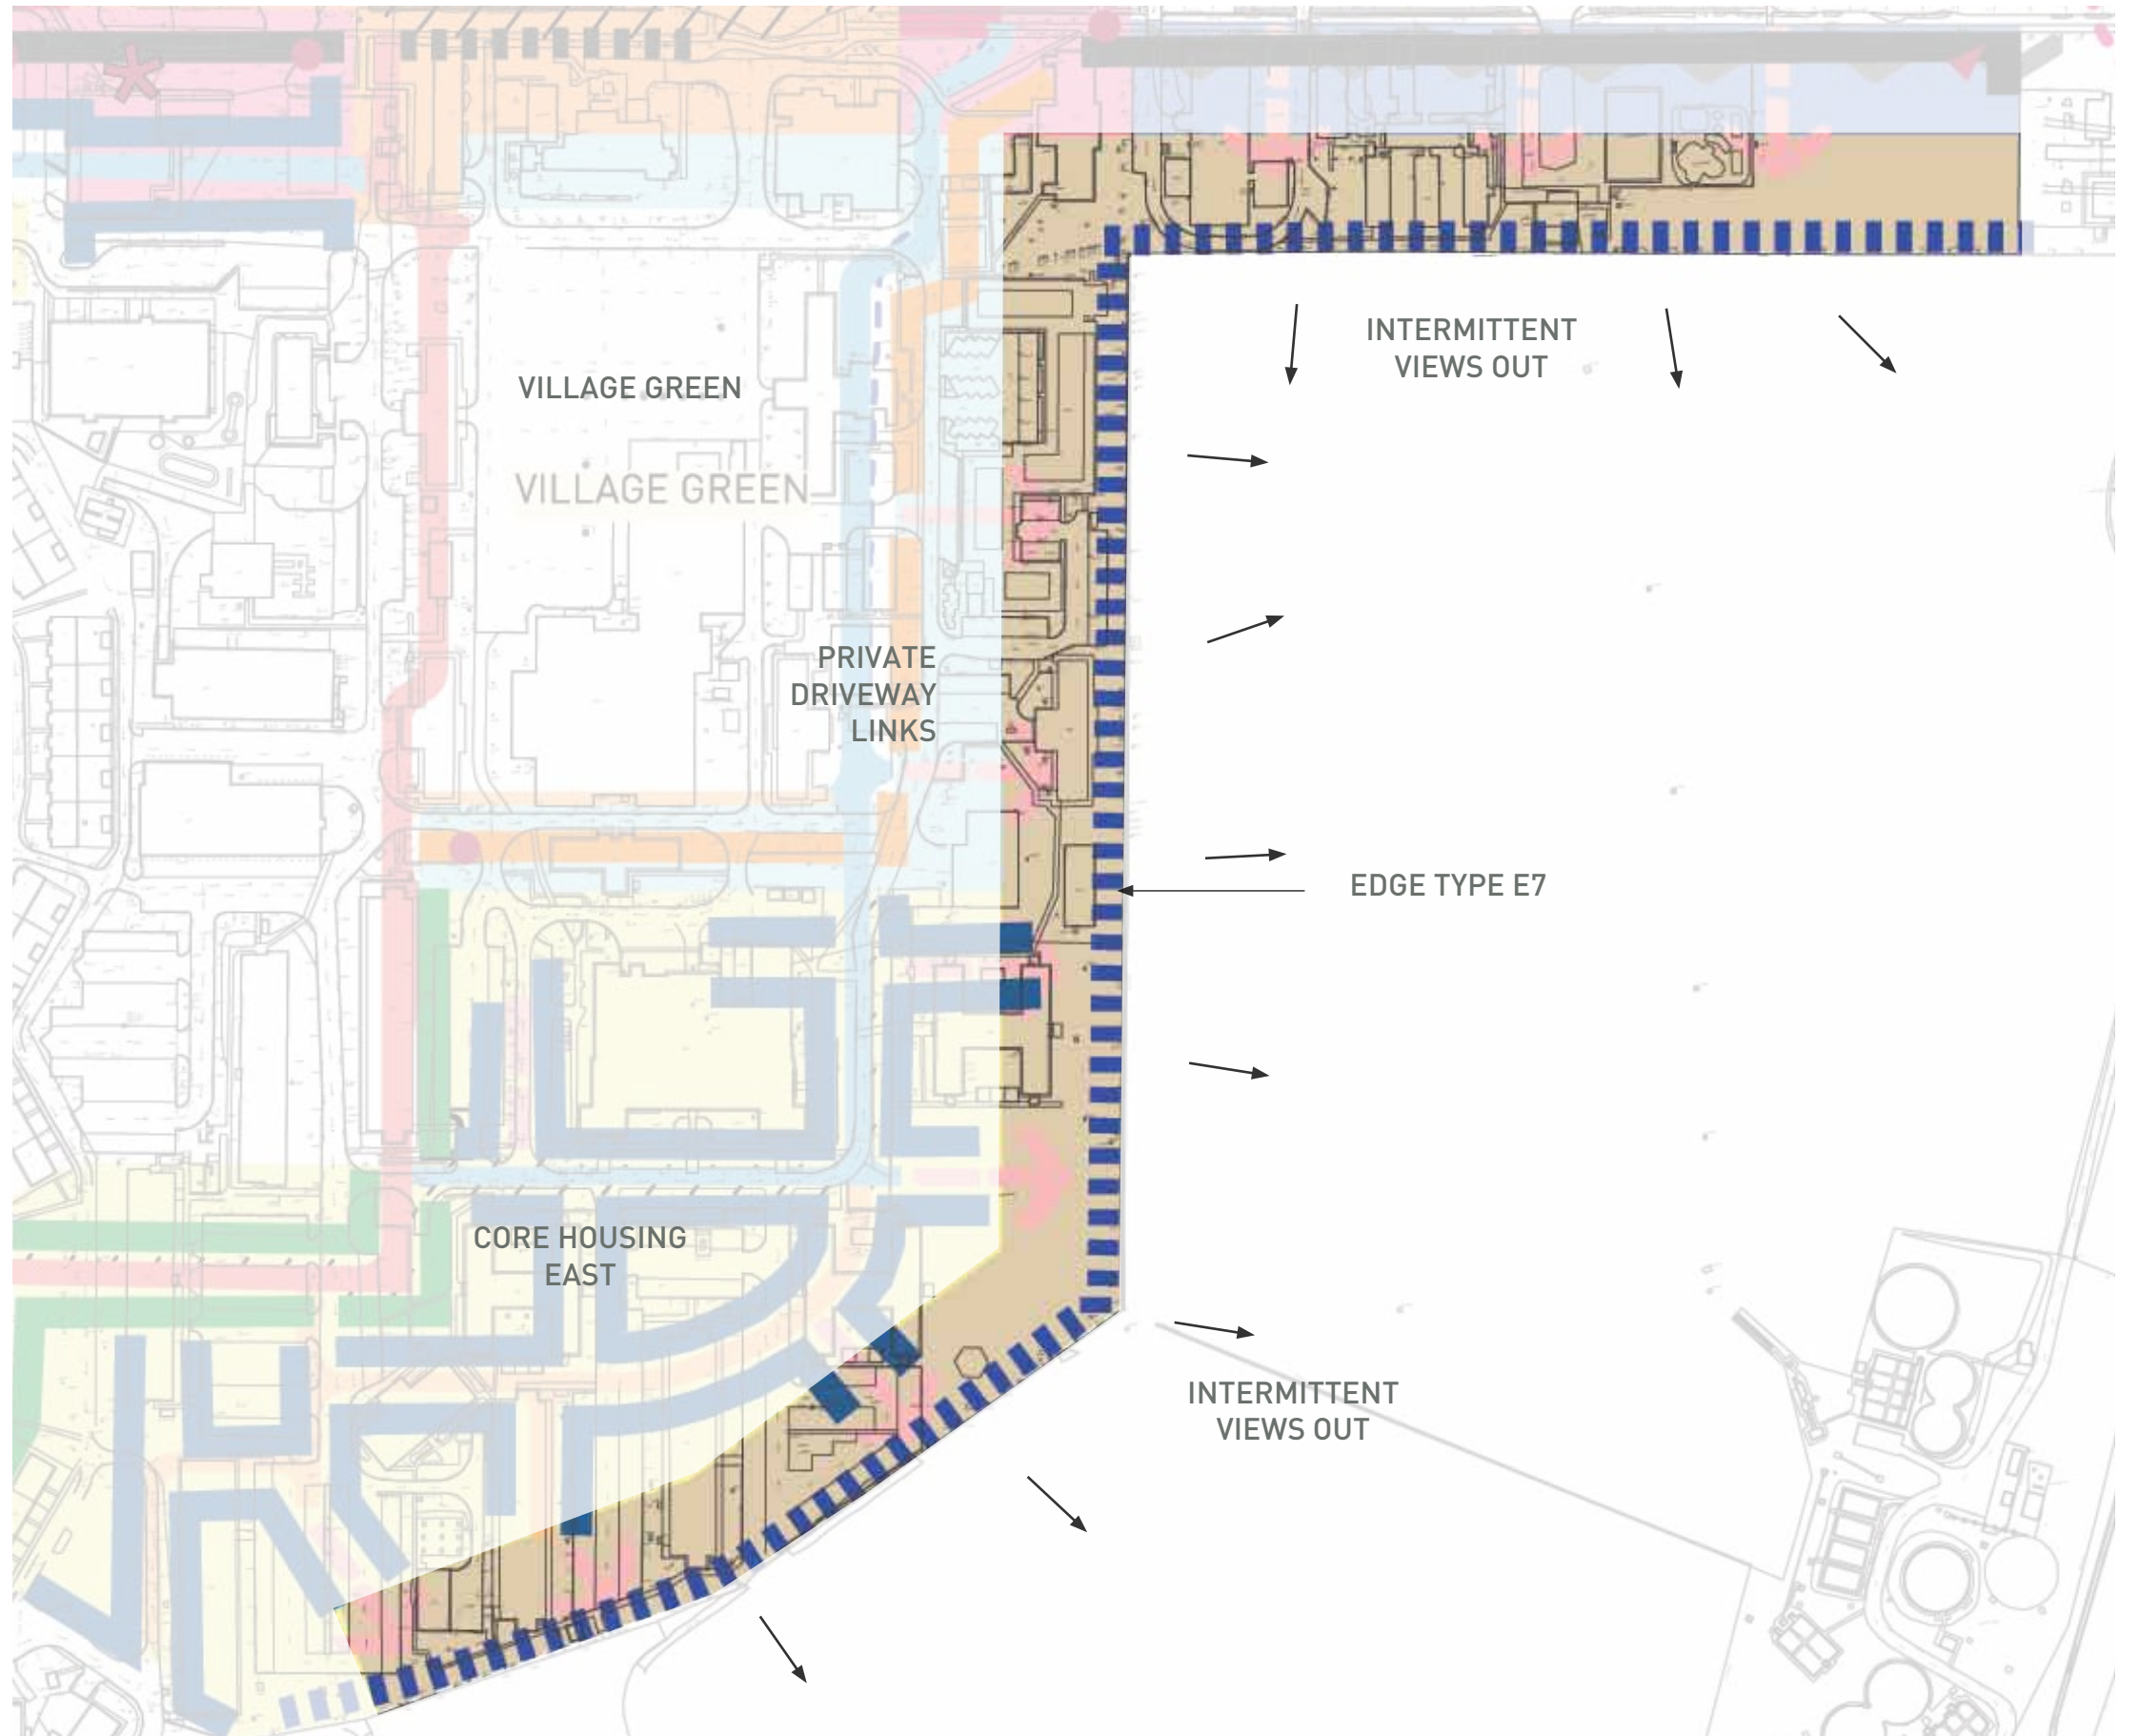 INTERMITTENT
VIEWS OUT
VILLAGE GREEN
VILLAGE GREEN
PRIVATE
DRIVEWAY
LINKS
EDGE TYPE E7
CORE HOUSING
EAST
INTERMITTENT
VIEWS OUT